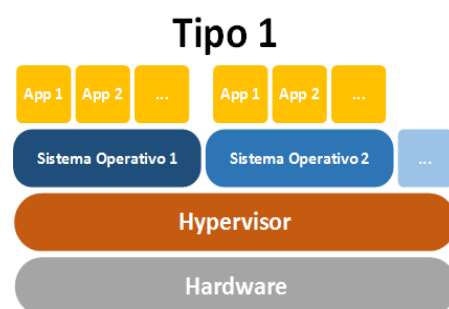 Tipo 1
App 1 App 2 ... App 1 App 2 ...
Sistema Operativo 1 Sistema Operativo 2 ...
Hypervisor
Hardware